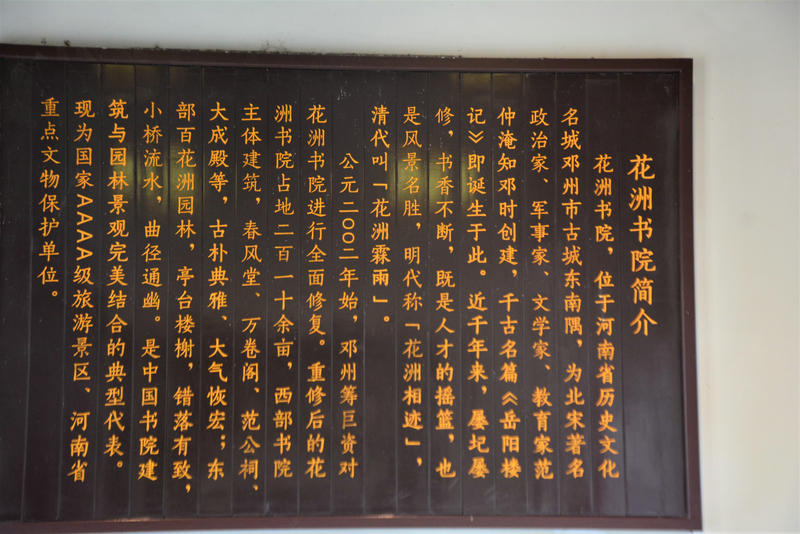 花洲书院简介
花洲书院，位于河南省历史文化
名城邓州市古城东南隅，为北宋著名
政治家、军事家、文学家、教育家范
仲淹知邓时创建，千古名篇《岳阳楼
记》即诞生于此。近千年来，屡圮屡
修，书香不断，既是人才的摇篮，也
是风景名胜，明代称「花洲相迹」，
清代叫「花洲霖雨」。
公元二〇〇二年始，邓州筹巨资对
花洲书院进行全面修复。重修后的花
洲书院占地二百一十余亩，西部书院
主体建筑，春风堂、万卷阁、范公祠、
大成殿等，古朴典雅、大气恢宏；东
部百花洲园林，亭台楼榭，错落有致，
小桥流水，曲径通幽。是中国书院建
筑与园林景观完美结合的典型代表。
现为国家AAAA级旅游景区、河南省
重点文物保护单位。